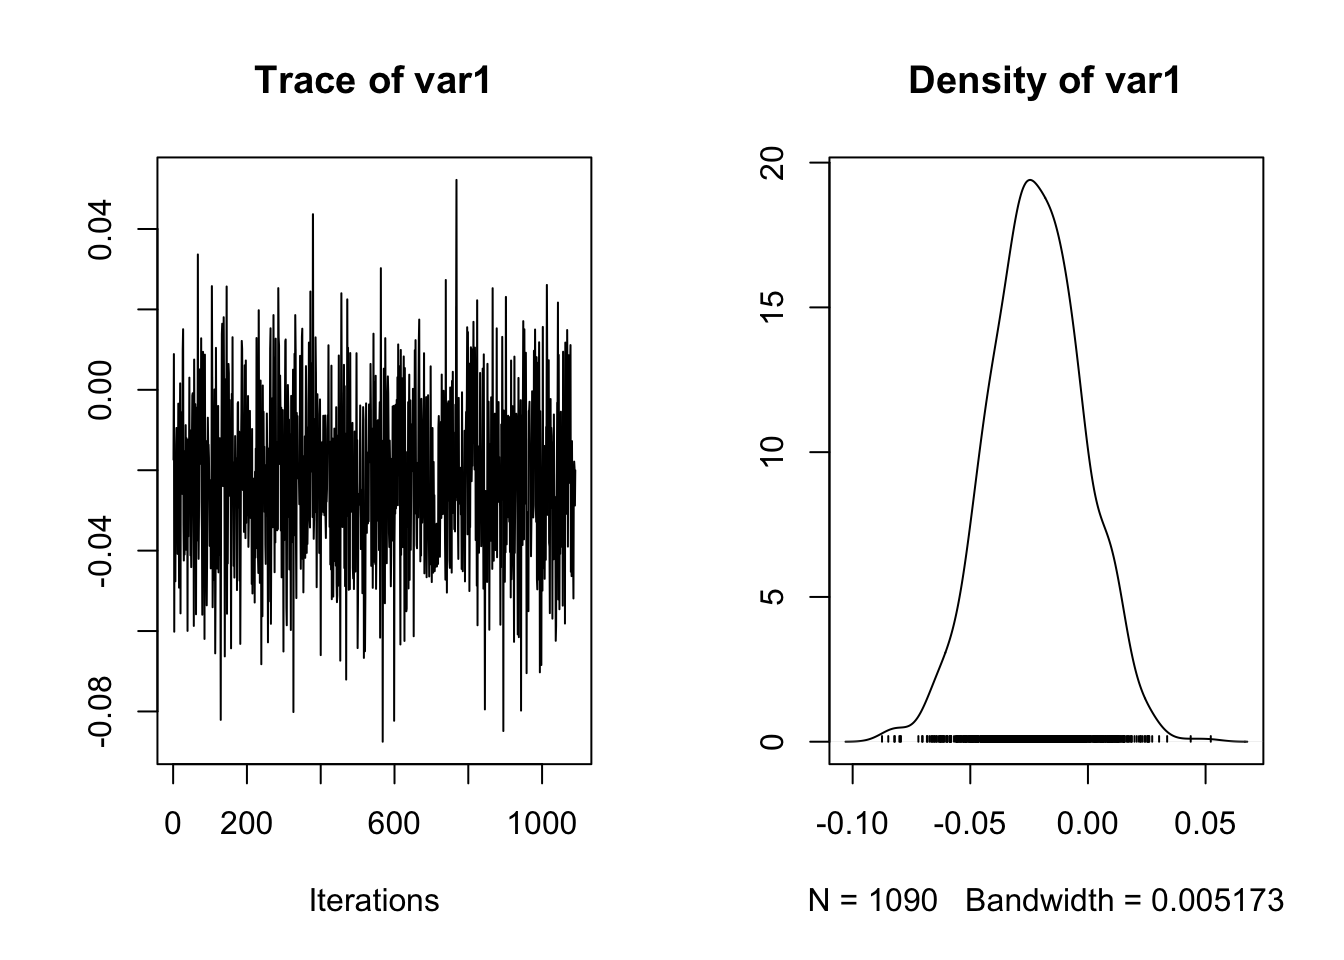 Trace of var1
0.04
0.00
-0.04
-0.08
0 200 600 1000
Iterations
Density of var1
20
15
10
5
0
-0.10 -0.05 0.00 0.05
N = 1090 Bandwidth = 0.005173